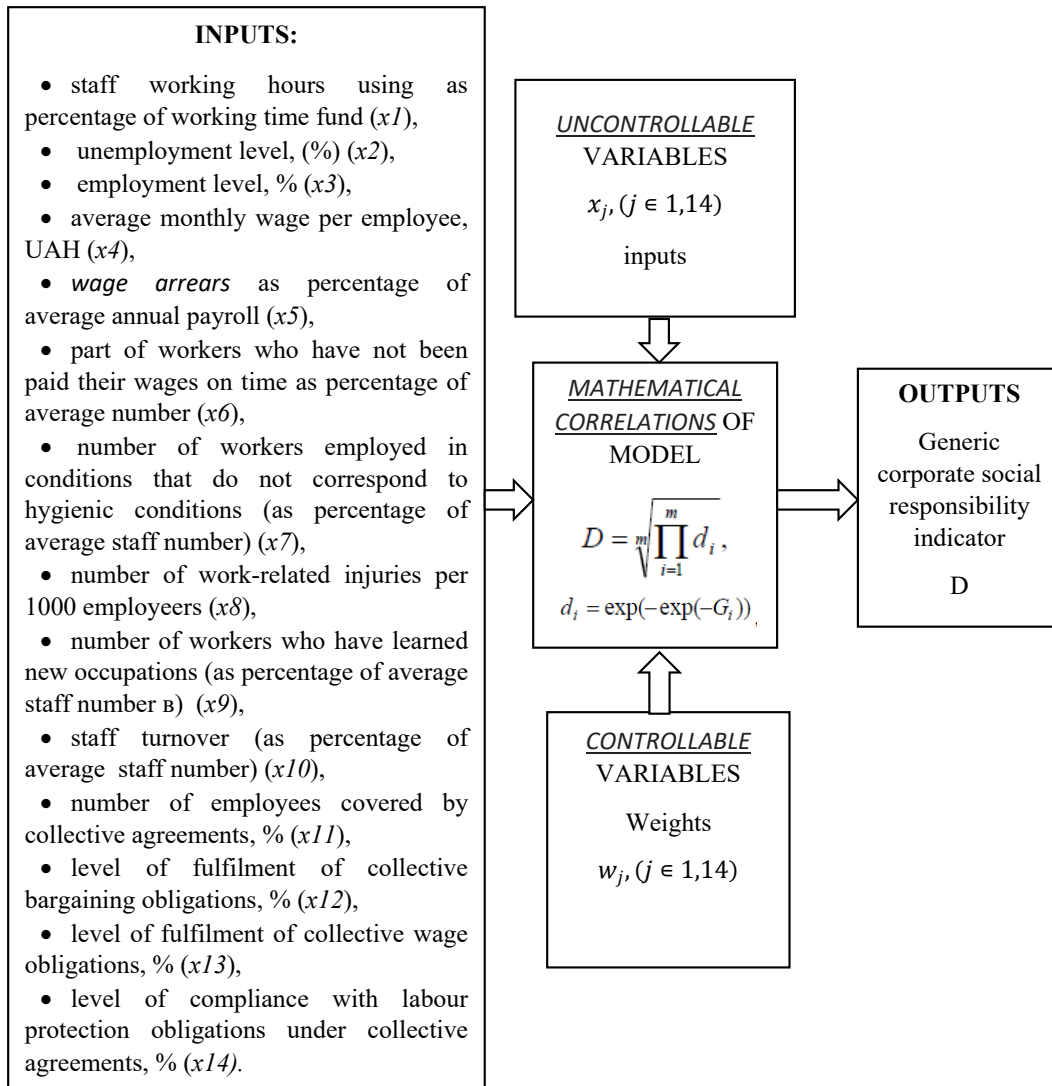 INPUTS:
• staff working hours using as
percentage of working time fund (x1),
• unemployment level, (%) (x2),
• employment level, % (x3),
• average monthly wage per employee,
UAH (x4),
• wage arrears as percentage of
average annual payroll (x5),
• part of workers who have not been
paid their wages on time as percentage of
average number (x6),
• number of workers employed in
conditions that do not correspond to
hygienic conditions (as percentage of
average staff number) (x7),
• number of work-related injuries per
1000 employeers (x8),
• number of workers who have learned
new occupations (as percentage of average
staff number в) (x9),
• staff turnover (as percentage of
average staff number) (x10),
• number of employees covered by
collective agreements, % (x11),
• level of fulfilment of collective
bargaining obligations, % (x12),
• level of fulfilment of collective wage
obligations, % (x13),
• level of compliance with labour
protection obligations under collective
agreements, % (x14).
UNCONTROLLABLE
VARIABLES
x_j, (j ∈ 1,14)
inputs
MATHEMATICAL
CORRELATIONS OF
MODEL
D = \sqrt[m]{\prod_{i=1}^{m} d_i},
d_i = exp(−exp(−G_i)),
CONTROLLABLE
VARIABLES
Weights
w_j, (j ∈ 1,14)
OUTPUTS
Generic
corporate social
responsibility
indicator
D